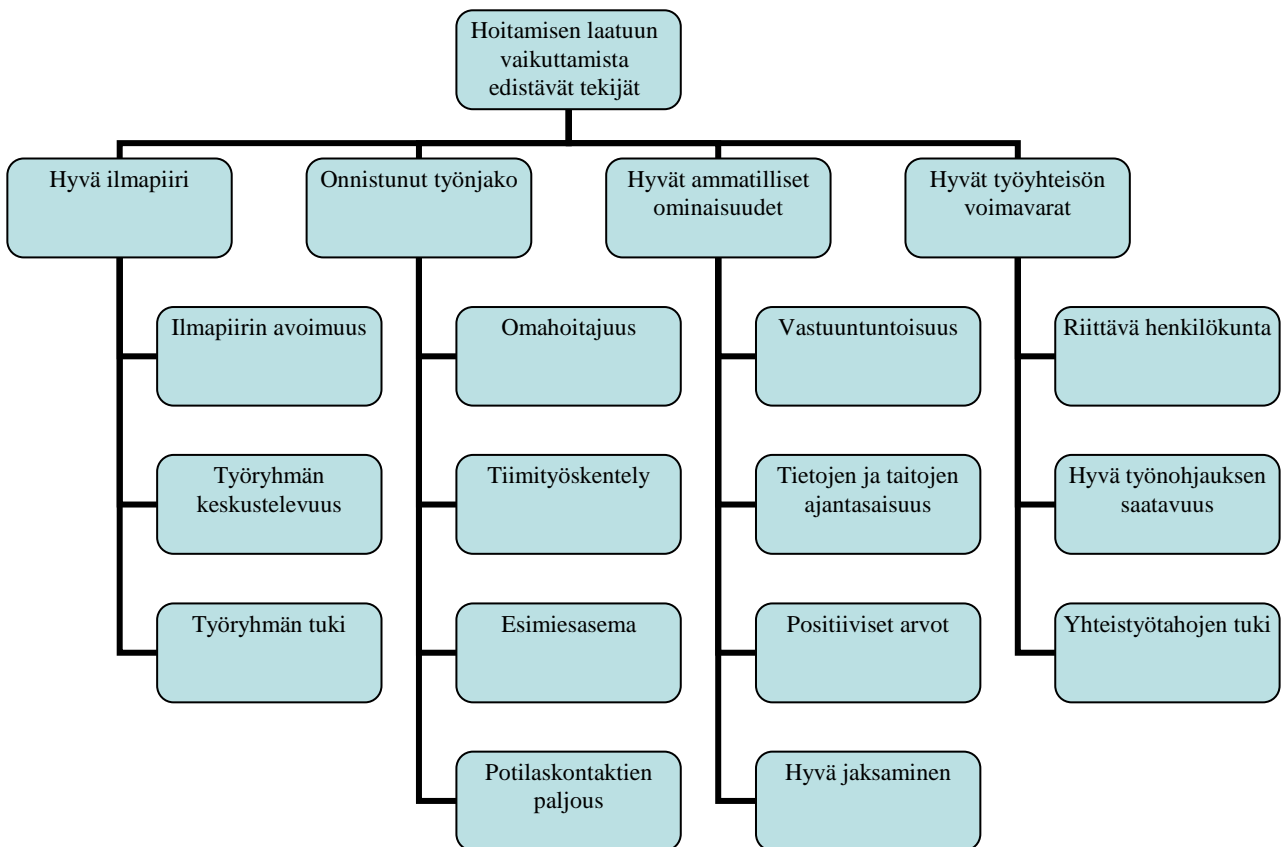 Hoitamisen laatuun
vaikuttamista
edistävät tekijät
Hyvä ilmapiiri
Onnistunut työnjako
Hyvät ammatilliset
ominaisuudet
Hyvät työyhteisön
voimavarat
Ilmapiirin avoimuus
Omahoitajuus
Vastuuntuntoisuus
Riittävä henkilökunta
Työryhmän
keskustelevuus
Tiimityöskentely
Tietojen ja taitojen
ajantasaisuus
Hyvä työnohjauksen
saatavuus
Työryhmän tuki
Esimiesasema
Positiiviset arvot
Yhteistyötahojen tuki
Potilaskontaktien
paljous
Hyvä jaksaminen